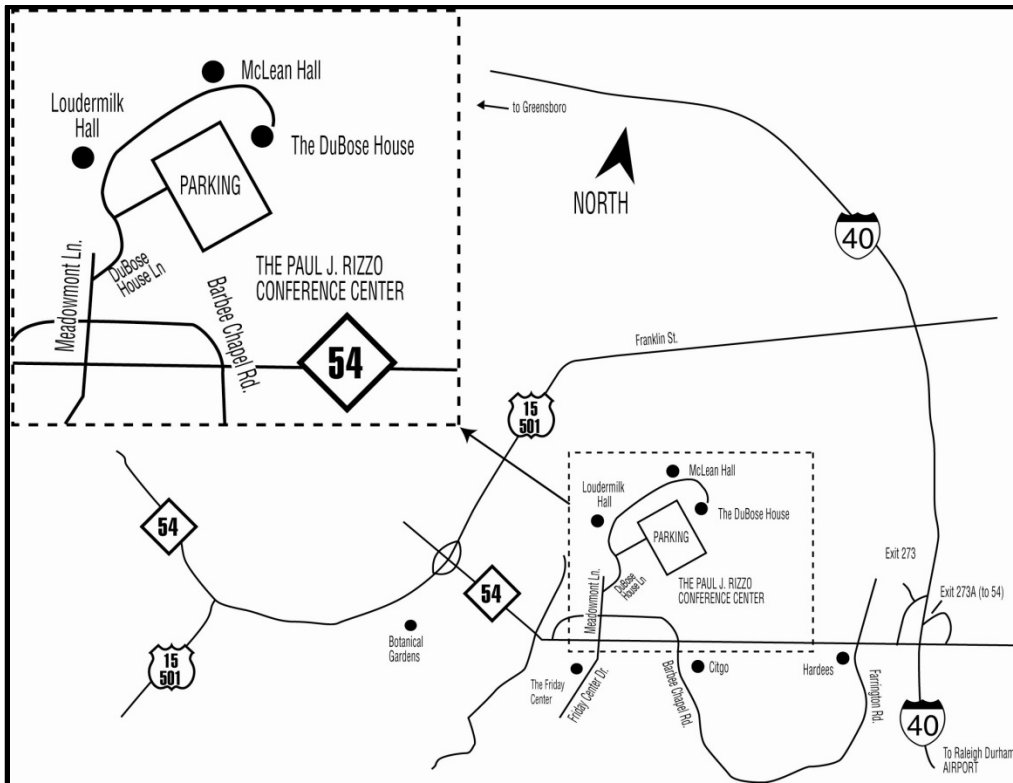 McLean Hall
Loudermilk
Hall
The DuBose House
PARKING
DuBose
House Ln
Meadowmont Ln.
THE PAUL J. RIZZO
CONFERENCE CENTER
Barbee Chapel Rd.
54
to Greensboro
NORTH
40
Franklin St.
15
501
McLean Hall
Loudermilk
Hall
The DuBose House
PARKING
DuBose
House Ln
Meadowmont Ln.
THE PAUL J. RIZZO
CONFERENCE CENTER
Exit 273
Exit 273A (to 54)
54
54
15
501
Botanical
Gardens
The Friday
Center
Friday Center Dr.
Barbee Chapel Rd.
Citgo
Hardees
Farrington Rd.
40
To Raleigh Durham
AIRPORT